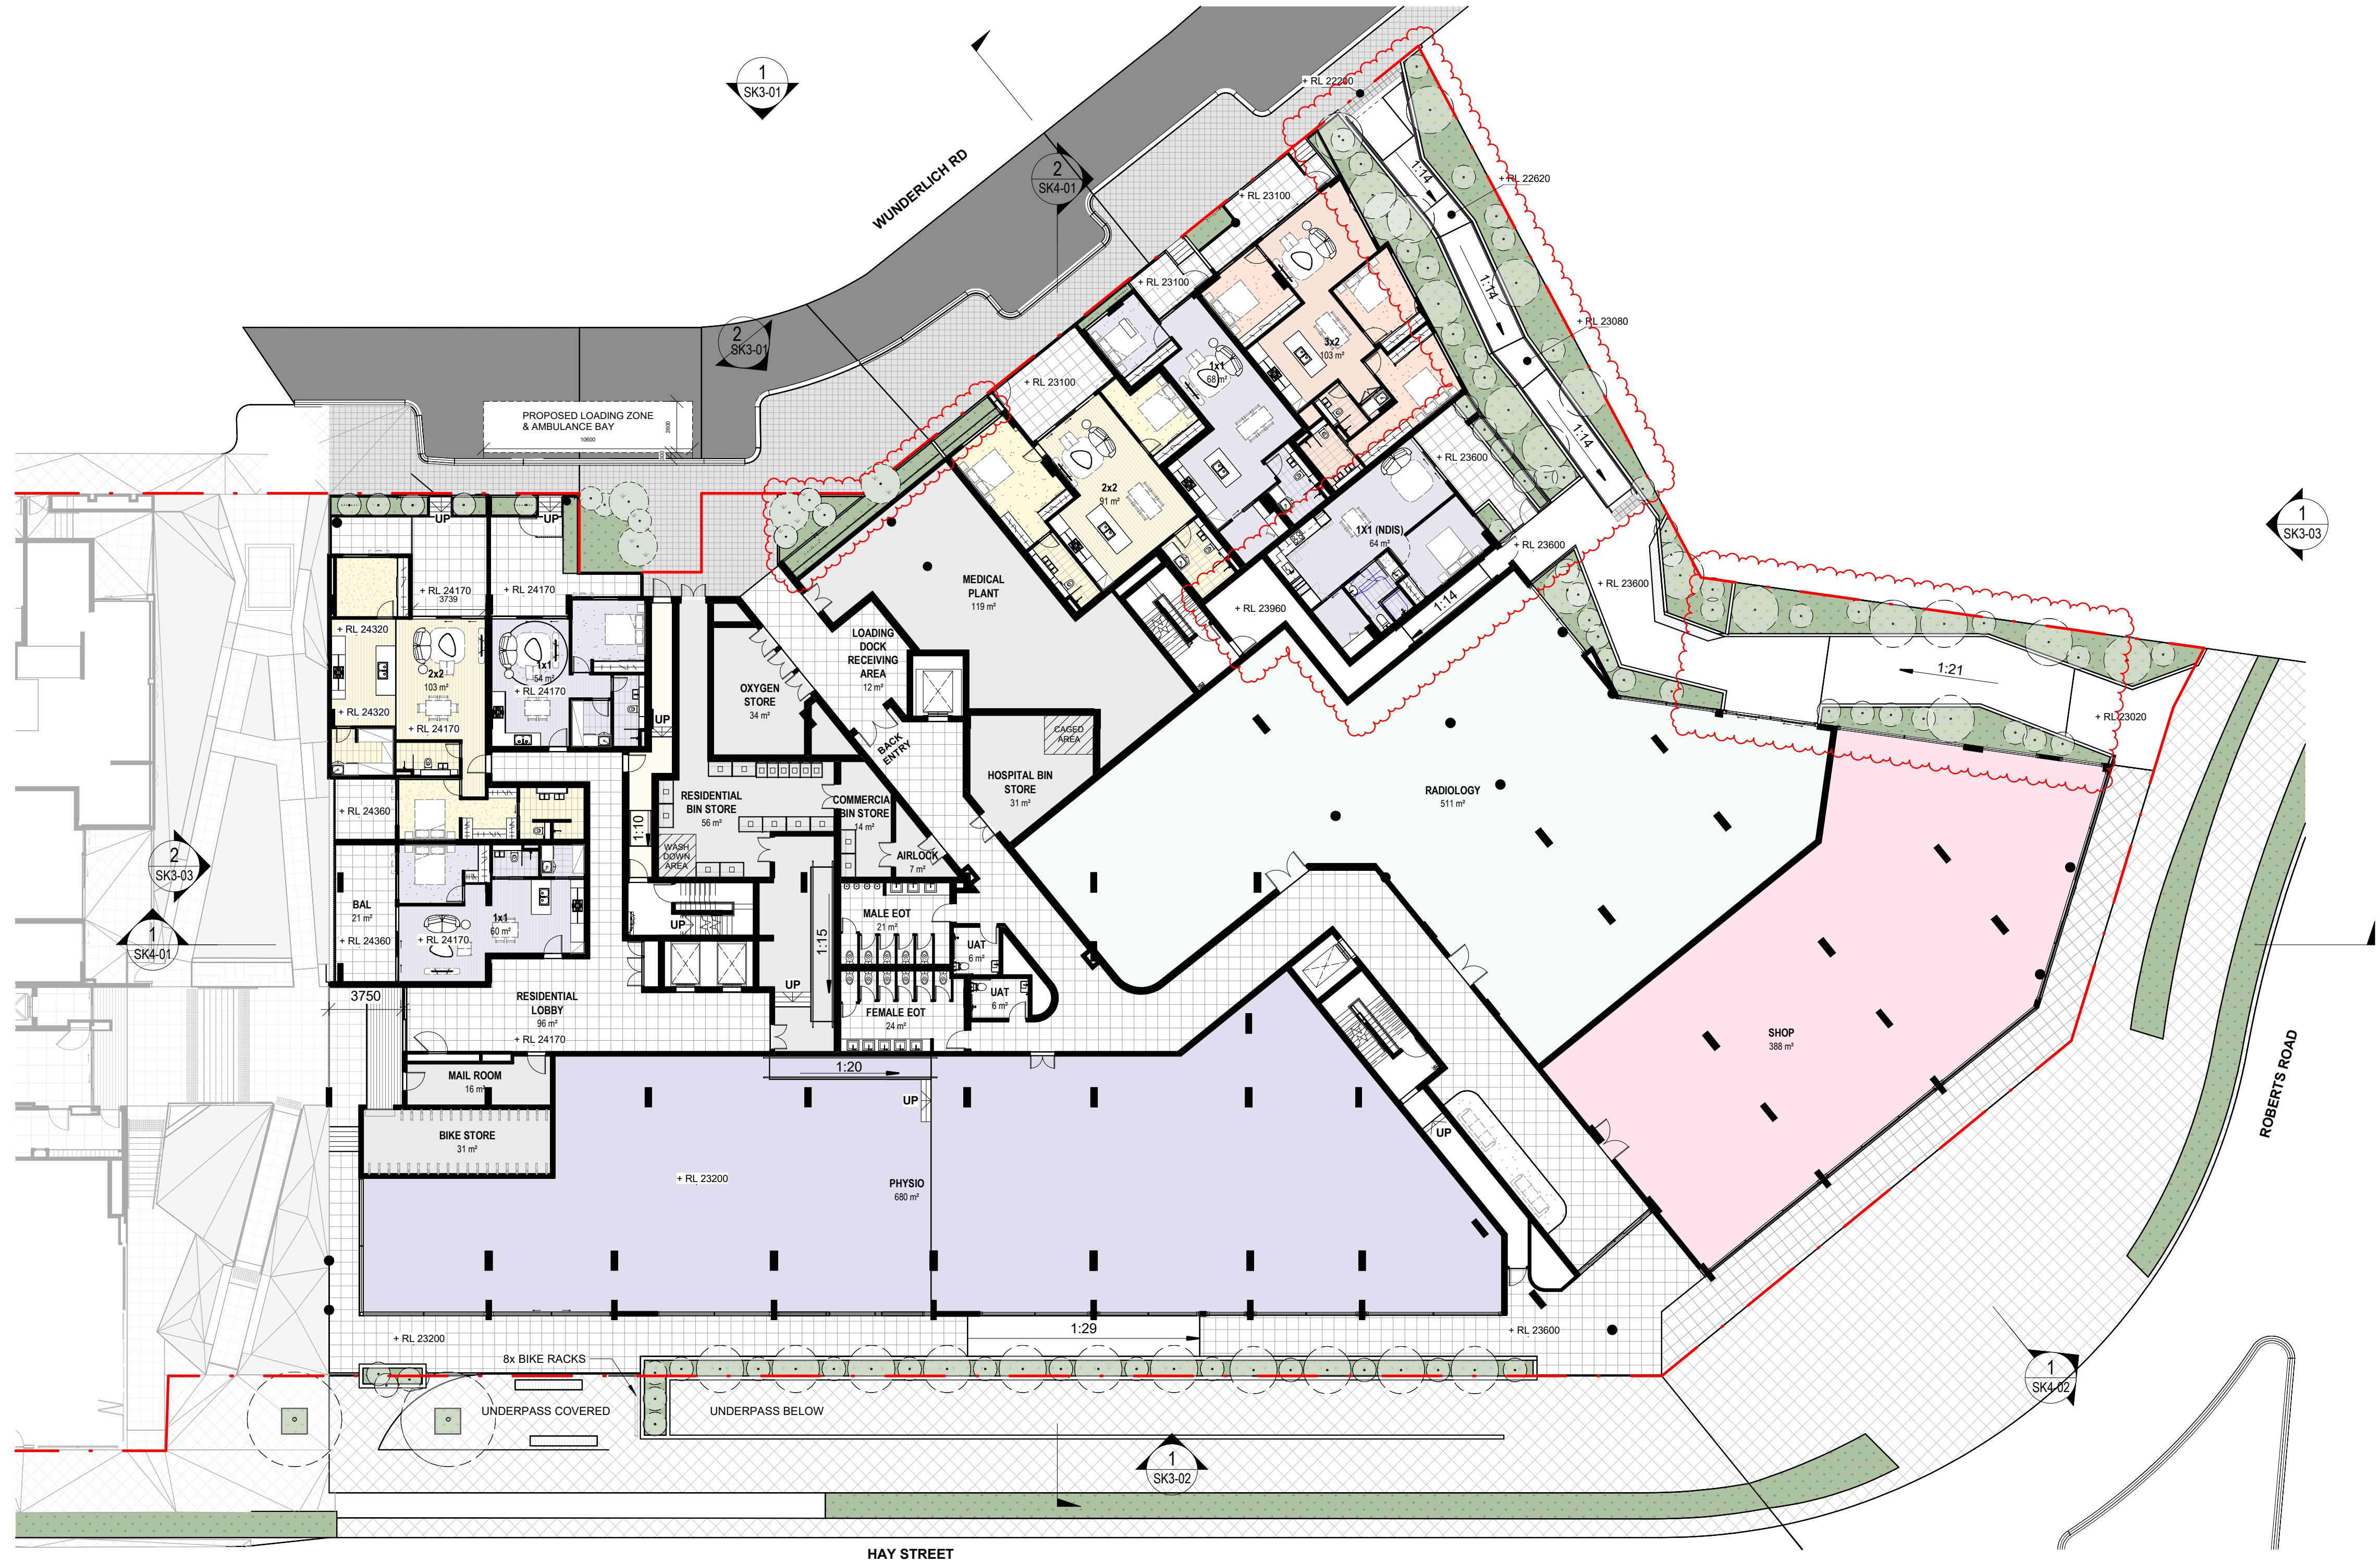 1
SK3-01
+ RL 22200
WUNDERLICH RD
2
SK4-01
1:14
+ RL 22620
+ RL 23100
+ RL 23100
1:14
+ RL 23080
2
SK3-01
3x2
103 m²
1x1
68 m²
+ RL 23100
PROPOSED LOADING ZONE
& AMBULANCE BAY
10600
2600
1:14
+ RL 23600
2x2
91 m²
1X1 (NDIS)
64 m²
1
SK3-03
UP
UP
+ RL 23600
+ RL 23600
MEDICAL
PLANT
119 m²
+ RL 24170
3739
+ RL 24170
+ RL 23960
1:14
+ RL 24320
LOADING
DOCK
RECEIVING
AREA
12 m²
1x1
54 m²
2x2
103 m²
+ RL 24170
1:21
OXYGEN
STORE
34 m²
+ RL 24320
+ RL 24170
UP
+ RL 23020
CAGED
AREA
BACK
ENTRY
HOSPITAL BIN
STORE
31 m²
RADIOLOGY
511 m²
RESIDENTIAL
BIN STORE
56 m²
COMMERCIAL
BIN STORE
14 m²
+ RL 24360
1:10
WASH
DOWN
AREA
AIRLOCK
7 m²
2
SK3-03
BAL
21 m²
1x1
60 m²
MALE EOT
21 m²
UP
1
SK4-01
+ RL 24360
+ RL 24170
1:15
UAT
6 m²
UP
UAT
6 m²
3750
RESIDENTIAL
LOBBY
96 m²
+ RL 24170
FEMALE EOT
24 m²
SHOP
388 m²
1:20
MAIL ROOM
16 m²
UP
ROBERTS ROAD
BIKE STORE
31 m²
UP
+ RL 23200
PHYSIO
680 m²
+ RL 23200
1:29
+ RL 23600
8x BIKE RACKS
1
SK4-02
UNDERPASS COVERED
UNDERPASS BELOW
1
SK3-02
HAY STREET